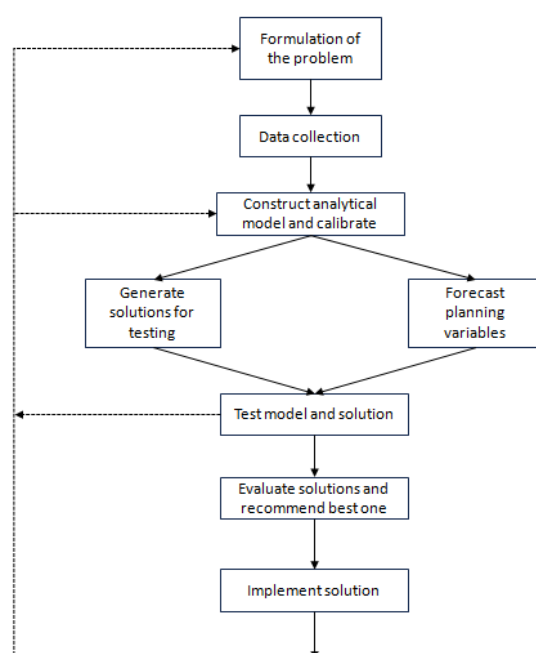 Formulation of
the problem
Data collection
Construct analytical
model and calibrate
Generate
solutions for
testing
Forecast
planning
variables
Test model and solution
Evaluate solutions and
recommend best one
Implement solution